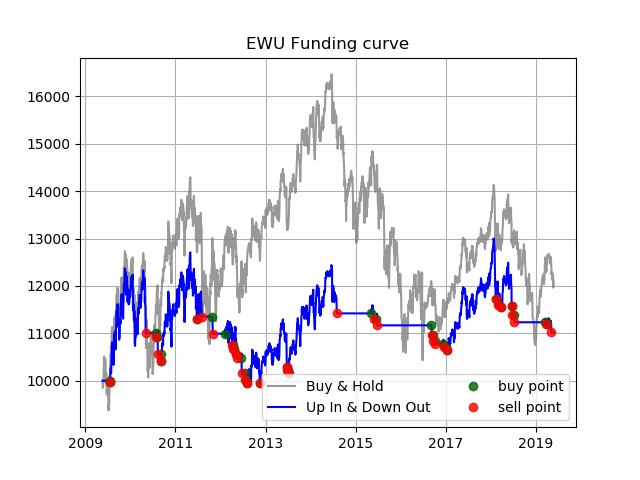 EWU Funding curve
16000
15000
14000
13000
12000
11000
10000
Buy & Hold
Up In & Down Out
buy point
sell point
2009
2011
2013
2015
2017
2019